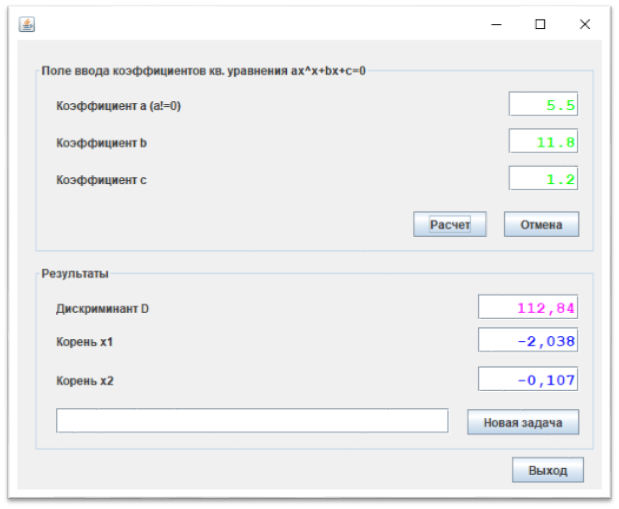 Поле ввода коэффициентов кв. уравнения ax^x+bx+c=0
Коэффициент a (a!=0) 5.5
Коэффициент b 11.8
Коэффициент c 1.2
Расчет Отмена
Результаты
Дискриминант D 112,84
Корень x1 -2,038
Корень x2 -0,107
Новая задача
Выход